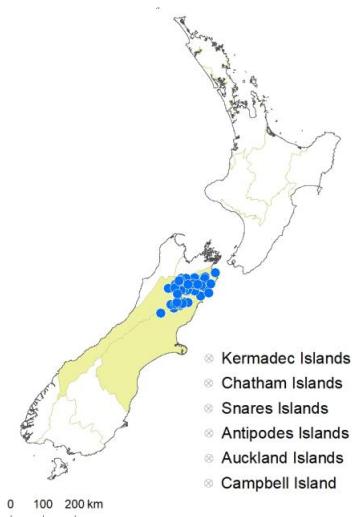 Kermadec Islands
Chatham Islands
Snares Islands
Antipodes Islands
Auckland Islands
Campbell Island
0 100 200 km